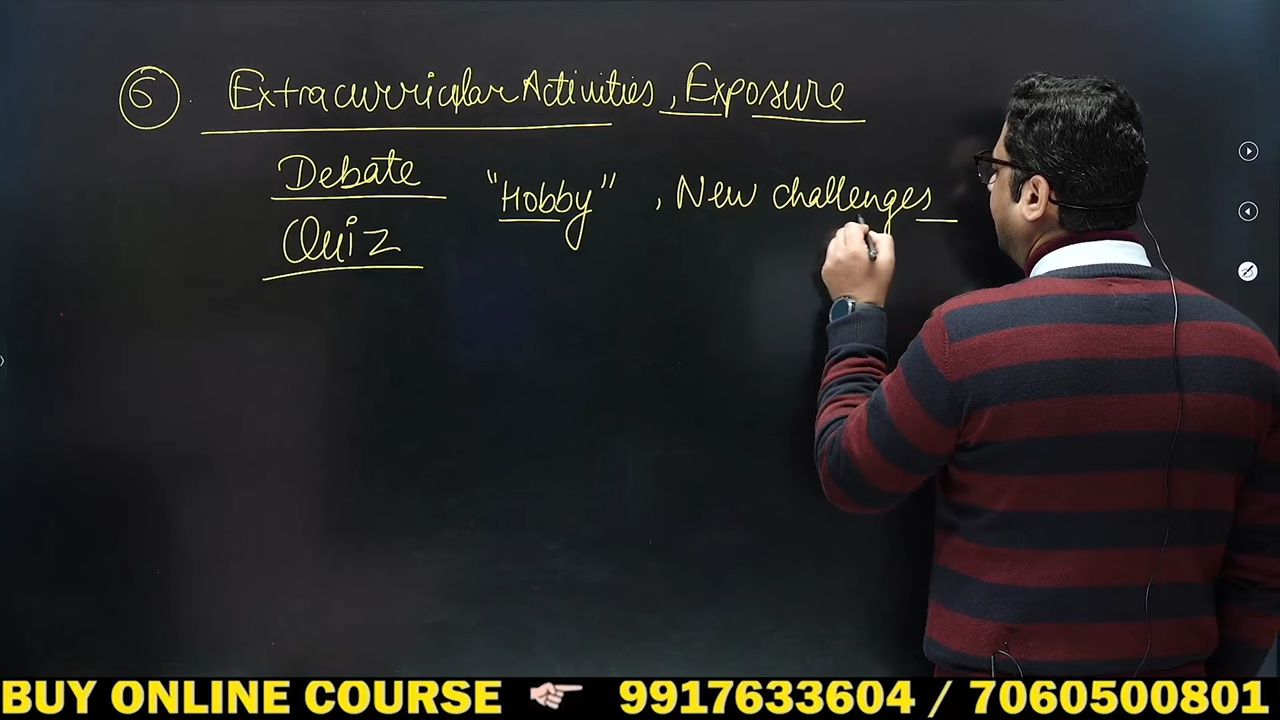 6. Extracurricular Activities, Exposure
Debate "Hobby", New challenges
Quiz
BUY ONLINE COURSE 9917633604 / 7060500801